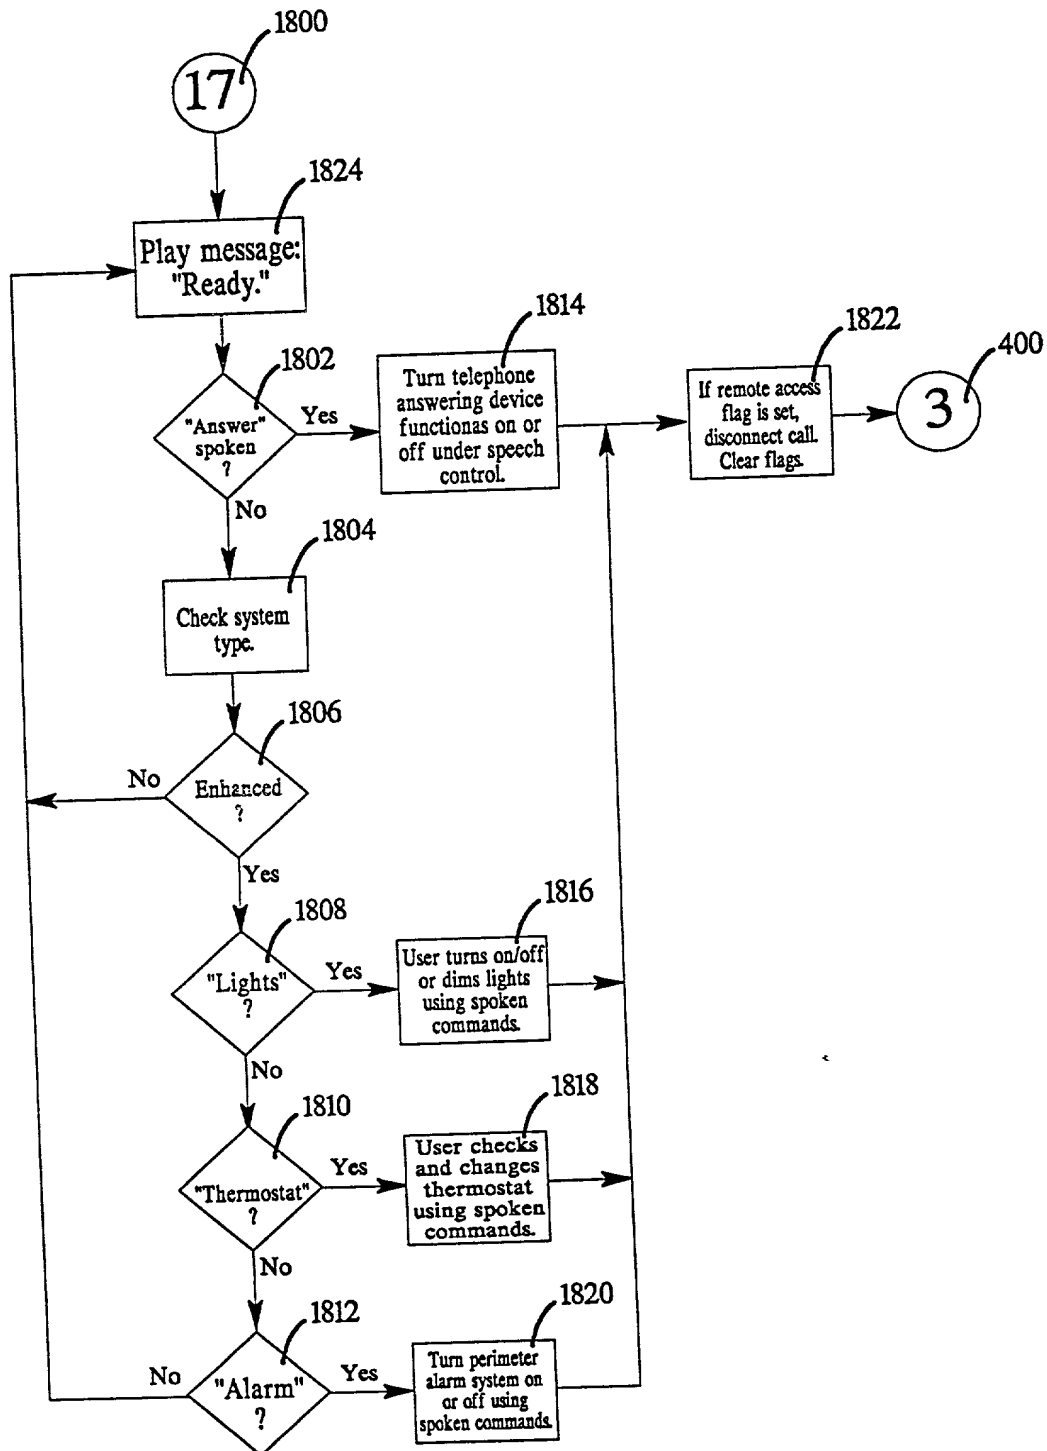 1800
17
1824
Play message:
"Ready."
1802
"Answer"
spoken
?
Yes
No
1814
Turn telephone
answering device
functionas on or
off under speech
control.
1822
If remote access
flag is set,
disconnect call.
Clear flags.
400
3
1804
Check system
type.
1806
Enhanced
?
No
Yes
1808
"Lights"
?
Yes
No
1816
User turns on/off
or dims lights
using spoken
commands.
1810
"Thermostat"
?
Yes
No
1818
User checks
and changes
thermostat
using spoken
commands.
1812
"Alarm"
?
No
Yes
1820
Turn perimeter
alarm system on
or off using
spoken commands.